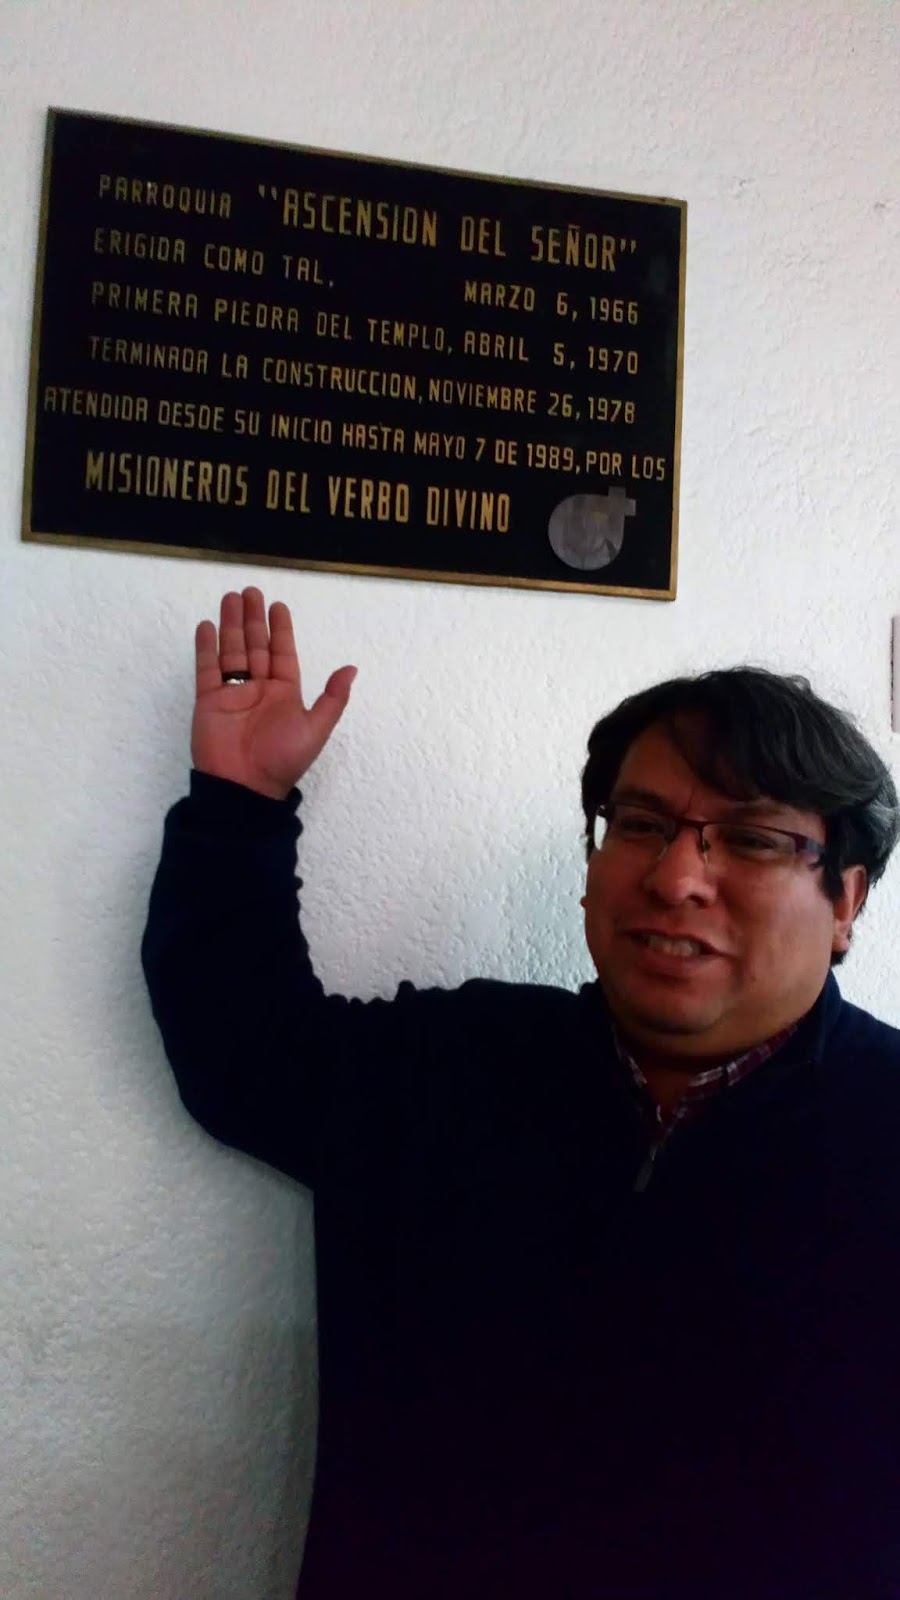 PARROQUIA "ASCENSION DEL SEÑOR"
ERIGIDA COMO TAL, MARZO 6, 1966
PRIMERA PIEDRA DEL TEMPLO, ABRIL 5, 1970
TERMINADA LA CONSTRUCCION, NOVIEMBRE 26, 1978
ATENDIDA DESDE SU INICIO HASTA MAYO 7 DE 1989, POR LOS
MISIONEROS DEL VERBO DIVINO